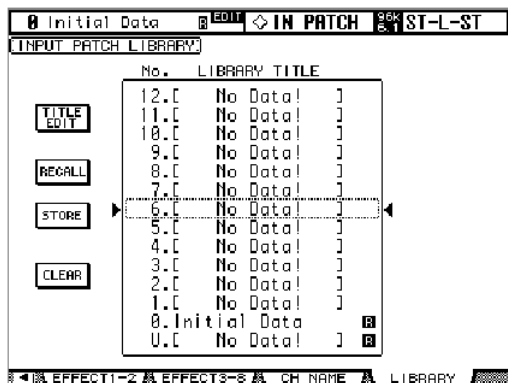 0 Initial Data R EDIT IN PATCH 96K 5.1 ST-L-ST
INPUT PATCH LIBRARY
No. LIBRARY TITLE
12.[ No Data! ]
TITLE EDIT
11.[ No Data! ]
10.[ No Data! ]
9.[ No Data! ]
RECALL
8.[ No Data! ]
7.[ No Data! ]
6.[ No Data! ]
STORE
5.[ No Data! ]
4.[ No Data! ]
3.[ No Data! ]
CLEAR
2.[ No Data! ]
1.[ No Data! ]
0.Initial Data R
U.[ No Data! ] R
EFFECT1-2 EFFECT3-8 CH NAME LIBRARY